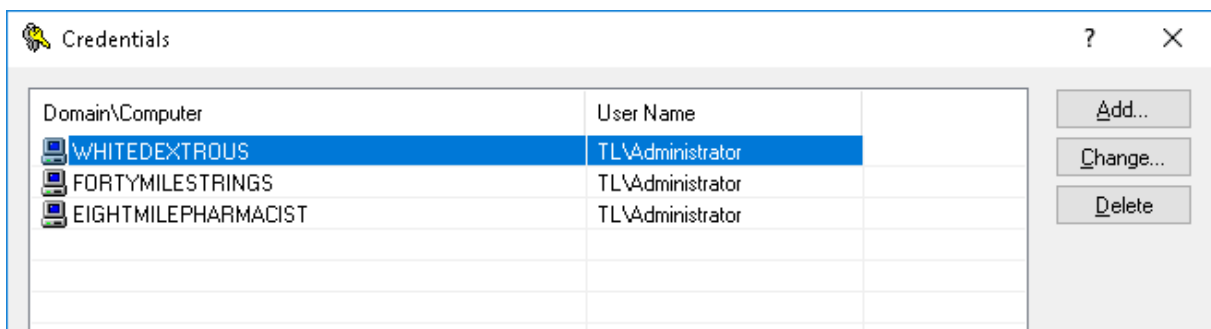 Credentials ? ×
Domain\Computer User Name Add...
WHITEDEXTROUS TL\Administrator Change...
FORTYMILESTRINGS TL\Administrator
EIGHTMILEPHARMACIST TL\Administrator Delete